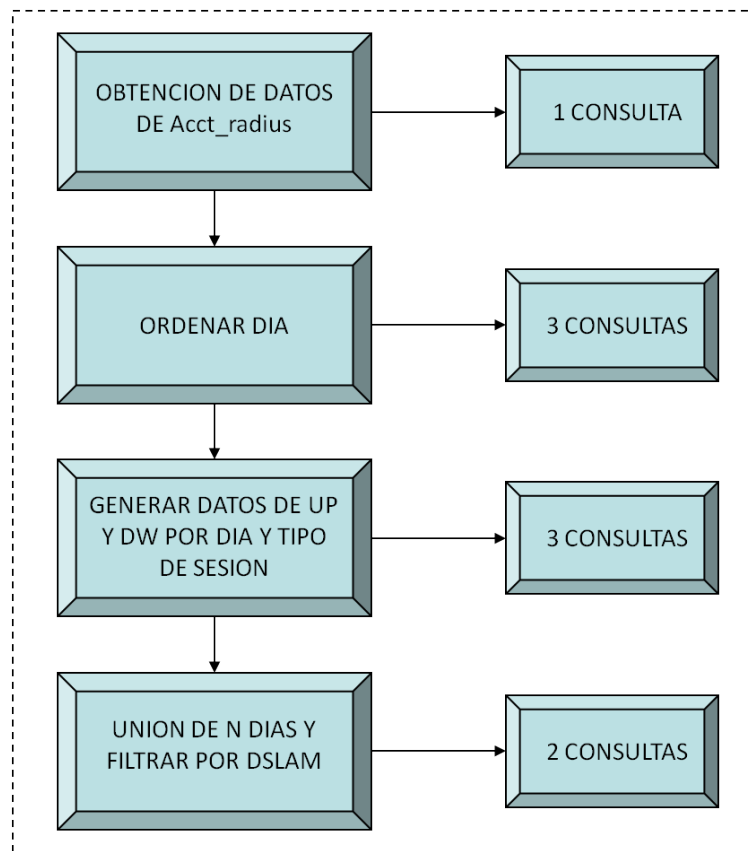 OBTENCION DE DATOS
DE Acct_radius
1 CONSULTA
ORDENAR DIA
3 CONSULTAS
GENERAR DATOS DE UP
Y DW POR DIA Y TIPO
DE SESION
3 CONSULTAS
UNION DE N DIAS Y
FILTRAR POR DSLAM
2 CONSULTAS